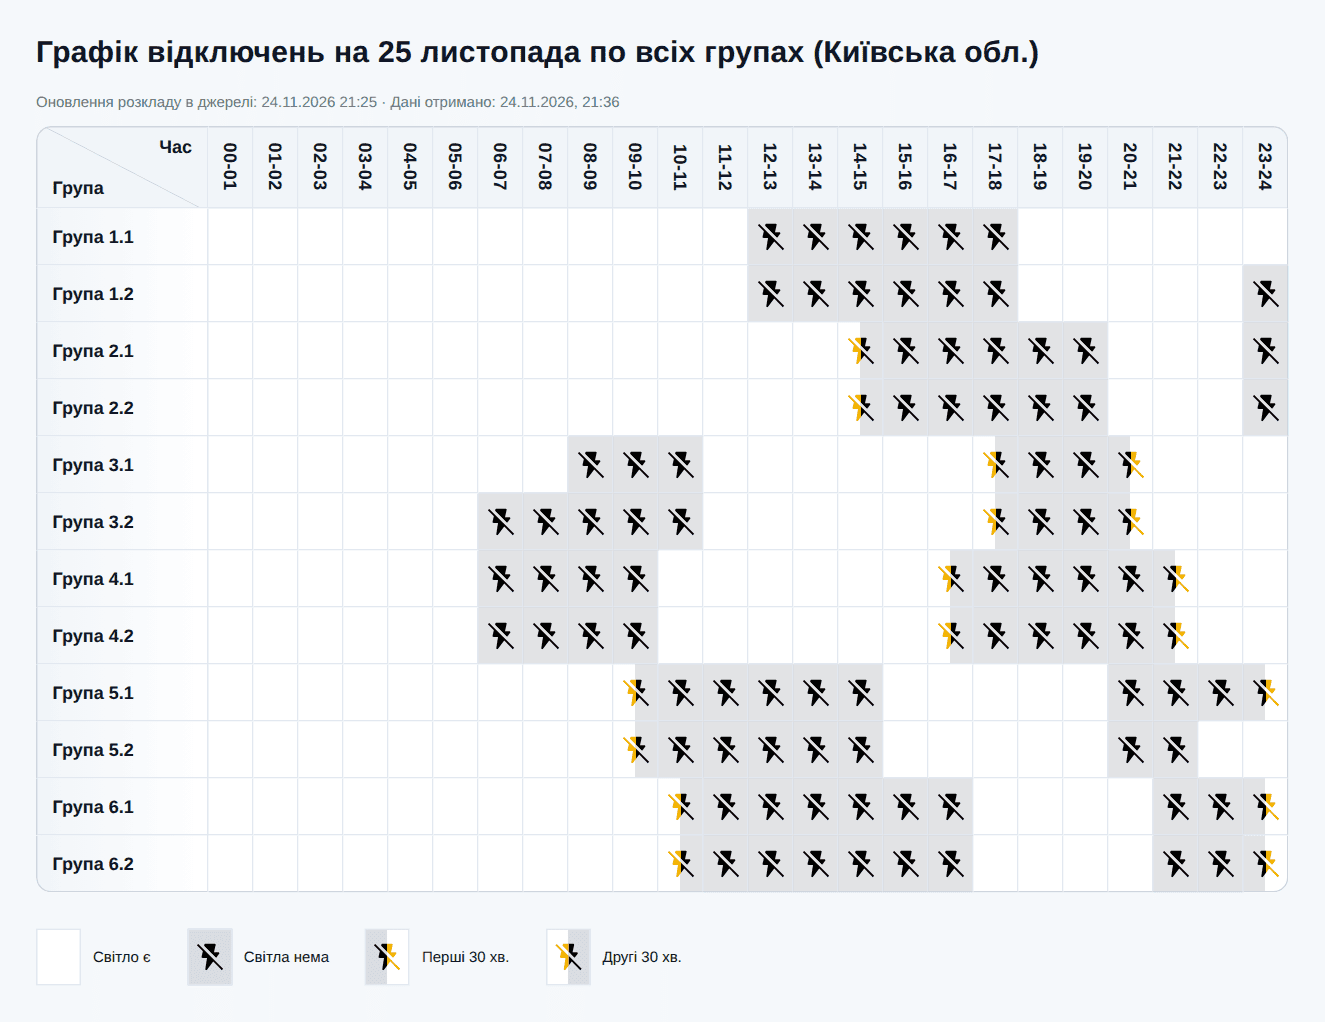 Графік відключень на 25 листопада по всіх групах (Київська обл.)
Оновлення розкладу в джерелі: 24.11.2026 21:25 · Дані отримано: 24.11.2026, 21:36
Час
Група
00-01 01-02 02-03 03-04 04-05 05-06 06-07 07-08 08-09 09-10 10-11 11-12 12-13 13-14 14-15 15-16 16-17 17-18 18-19 19-20 20-21 21-22 22-23 23-24
Група 1.1
Група 1.2
Група 2.1
Група 2.2
Група 3.1
Група 3.2
Група 4.1
Група 4.2
Група 5.1
Група 5.2
Група 6.1
Група 6.2
Світло є Світла нема Перші 30 хв. Другі 30 хв.